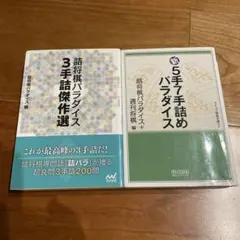 詰将棋パラダイス
3手詰傑作選
詰将棋パラダイス 編
これが最高峰の3手詰だ!
詰将棋専門誌「詰パラ」が贈る
超良問3手詰200問
5手7手詰め
パラダイス
詰将棋パラダイス+
週刊将棋 編